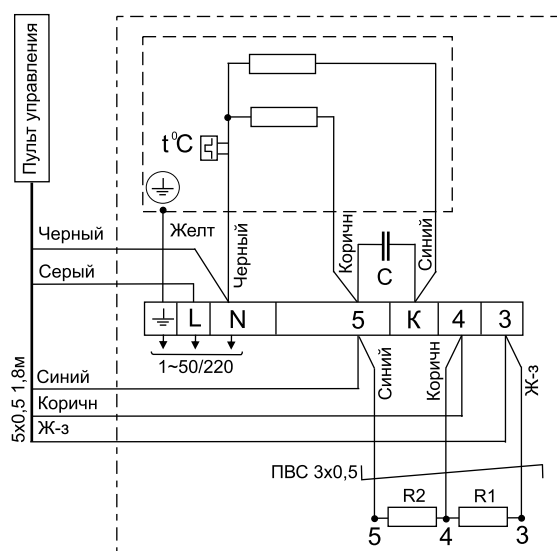 Пульт управления
t⁰C
Черный
Желт
Черный
Коричн
C
Синий
Серый
L
N
5
К
4
3
1~50/220
5х0,5 1,8м
Синий
Коричн
Ж-з
Синий
Коричн
Ж-з
ПВС 3х0,5
R2
R1
5
4
3